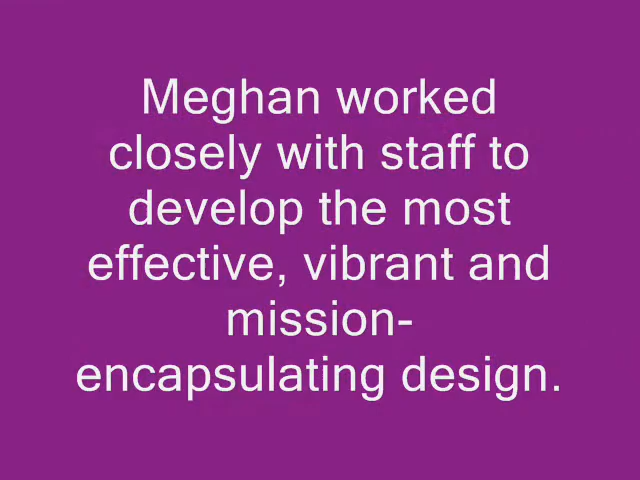 Meghan worked
closely with staff to
develop the most
effective, vibrant and
mission-
encapsulating design.